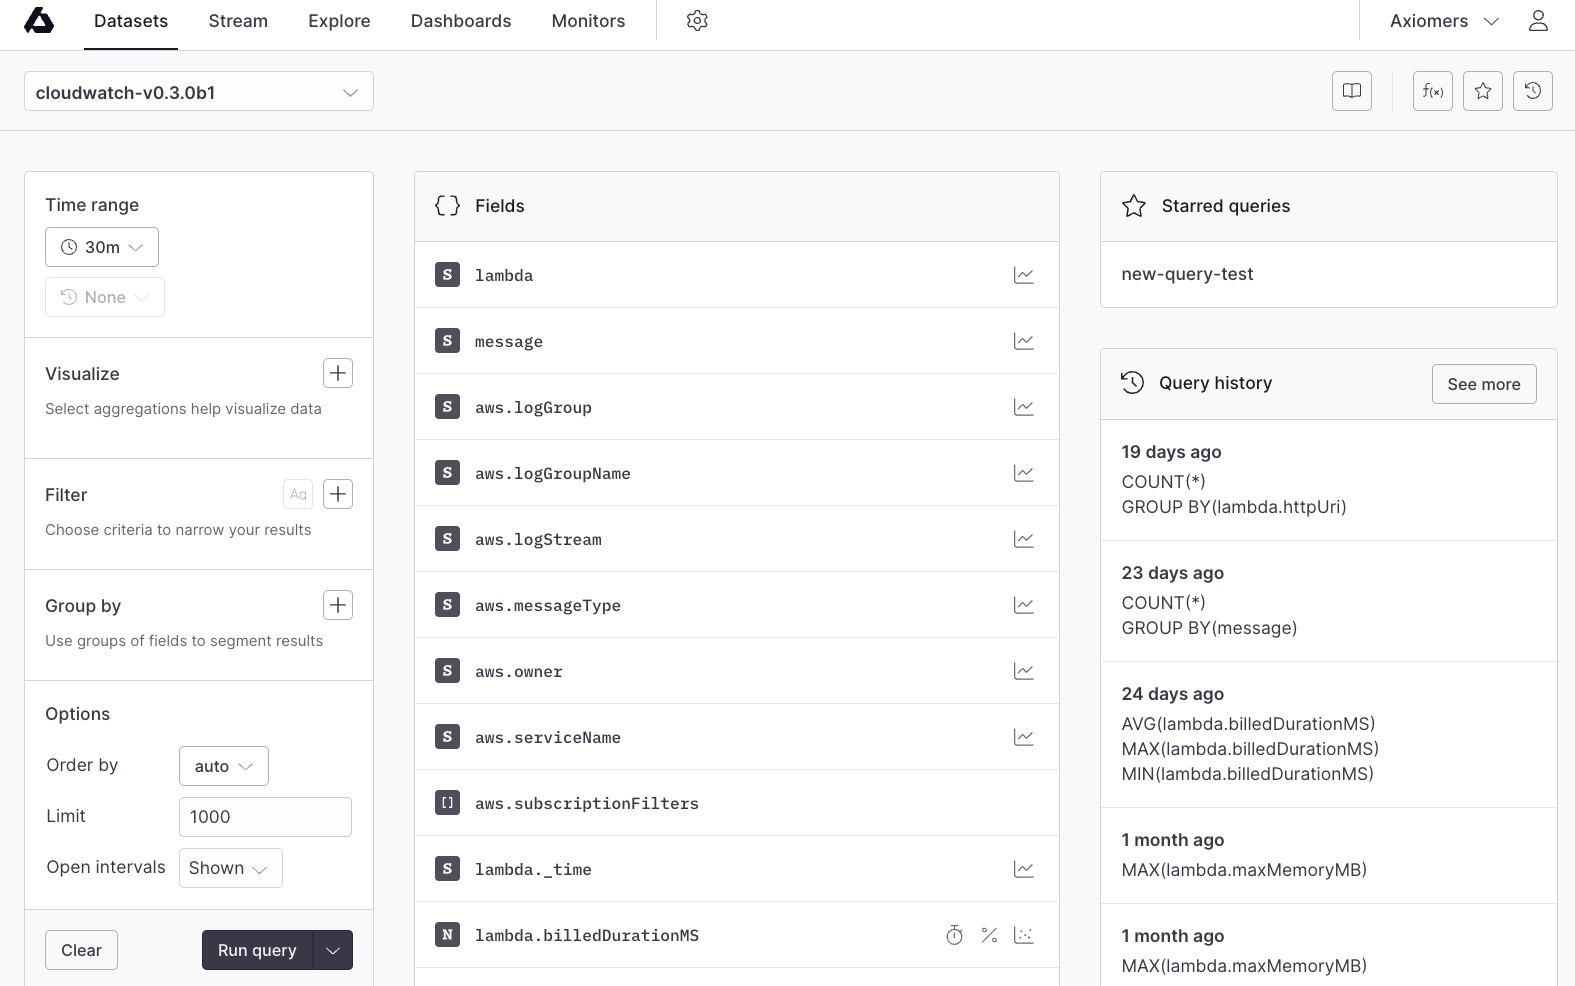 Datasets Stream Explore Dashboards Monitors Axiomers
cloudwatch-v0.3.0b1
f(x)
Time range
30m
None
Visualize
Select aggregations help visualize data
Filter
Aa
Choose criteria to narrow your results
Group by
Use groups of fields to segment results
Options
Order by auto
Limit 1000
Open intervals Shown
Clear Run query
{ } Fields
S lambda
S message
S aws.logGroup
S aws.logGroupName
S aws.logStream
S aws.messageType
S aws.owner
S aws.serviceName
[] aws.subscriptionFilters
S lambda._time
N lambda.billedDurationMS %
Starred queries
new-query-test
Query history See more
19 days ago
COUNT(*)
GROUP BY(lambda.httpUri)
23 days ago
COUNT(*)
GROUP BY(message)
24 days ago
AVG(lambda.billedDurationMS)
MAX(lambda.billedDurationMS)
MIN(lambda.billedDurationMS)
1 month ago
MAX(lambda.maxMemoryMB)
1 month ago
MAX(lambda.maxMemoryMB)